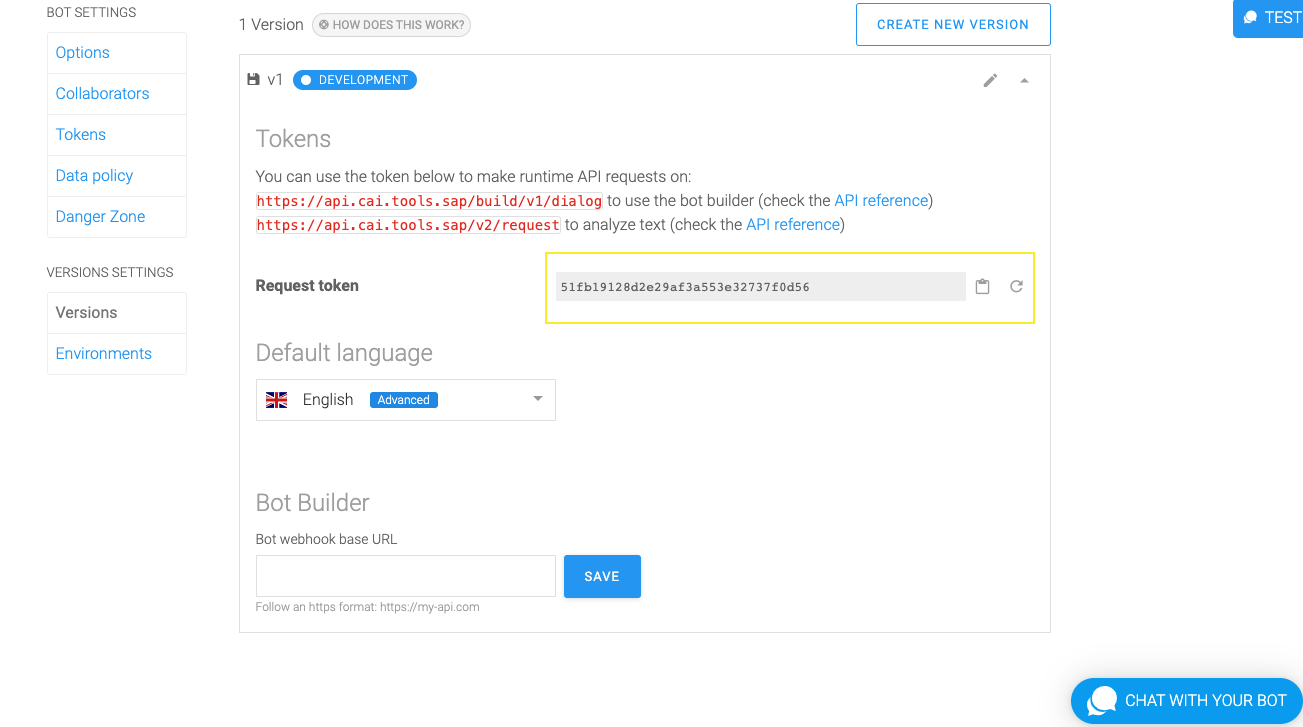 BOT SETTINGS
Options
Collaborators
Tokens
Data policy
Danger Zone
VERSIONS SETTINGS
Versions
Environments
1 Version HOW DOES THIS WORK?
CREATE NEW VERSION
TEST
v1 DEVELOPMENT
Tokens
You can use the token below to make runtime API requests on:
https://api.cai.tools.sap/build/v1/dialog to use the bot builder (check the API reference)
https://api.cai.tools.sap/v2/request to analyze text (check the API reference)
Request token
51fb19128d2e29af3a553e32737f0d56
Default language
English Advanced
Bot Builder
Bot webhook base URL
SAVE
Follow an https format: https://my-api.com
CHAT WITH YOUR BOT